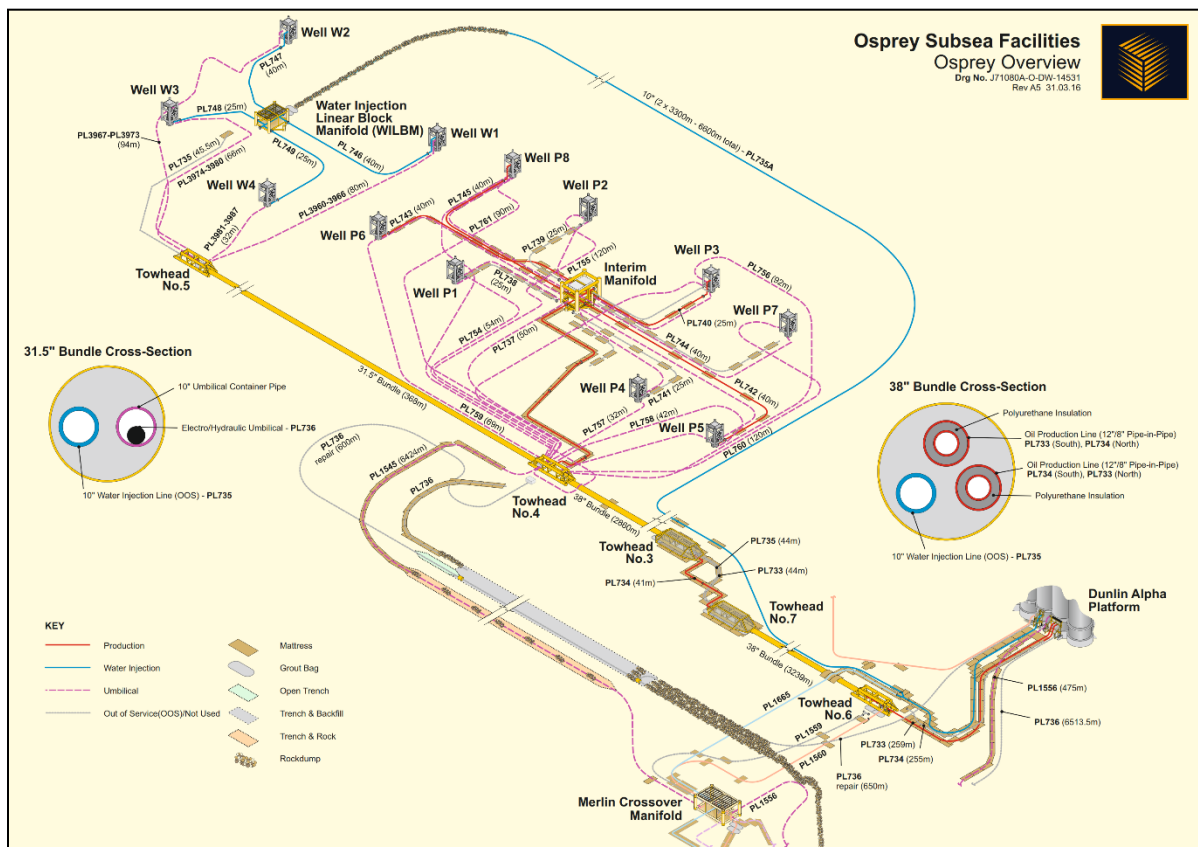 Osprey Subsea Facilities
Osprey Overview
Drg No. J71080A-O-DW-14531
Rev A5 31.03.16
Well W2
PL747
(40m)
Well W3
PL748 (25m)
Water Injection
Linear Block
Manifold (WILBM)
Well W1
PL3967-PL3973
(94m)
PL735 (45.5m)
PL3974-3980 (66m)
PL749 (25m)
PL 746 (40m)
Well W4
PL3981-3987
(32m)
PL3960-3966 (80m)
Towhead
No.5
10" (2 x 3300m - 6600m total) - PL735A
Well P8
PL745 (40m)
Well P2
PL743 (40m)
PL761 (90m)
Well P6
PL739 (25m)
PL755 (120m)
Well P3
PL756 (92m)
Interim
Manifold
Well P1
PL738
(25m)
Well P7
PL740 (25m)
PL754 (54m)
PL737 (50m)
PL744 (40m)
Well P4
PL741 (25m)
PL742 (40m)
PL757 (32m)
PL758 (42m)
Well P5
PL760 (120m)
31.5" Bundle (368m)
PL759 (69m)
31.5" Bundle Cross-Section
10" Umbilical Container Pipe
Electro/Hydraulic Umbilical - PL736
10" Water Injection Line (OOS) - PL735
38" Bundle Cross-Section
Polyurethane Insulation
Oil Production Line (12"/8" Pipe-in-Pipe)
PL733 (South), PL734 (North)
Oil Production Line (12"/8" Pipe-in-Pipe)
PL734 (South), PL733 (North)
Polyurethane Insulation
10" Water Injection Line (OOS) - PL735
PL736
repair (600m)
PL1545 (6424m)
PL736
Towhead
No.4
38" Bundle (2860m)
Towhead
No.3
PL735 (44m)
PL733 (44m)
PL734 (41m)
Towhead
No.7
38" Bundle (3239m)
Towhead
No.6
Dunlin Alpha
Platform
PL1556 (475m)
PL736 (6513.5m)
PL733 (259m)
PL734 (255m)
PL1665
PL1559
PL1560
PL736
repair (650m)
Merlin Crossover
Manifold
PL1556
KEY
Production
Water Injection
Umbilical
Out of Service(OOS)/Not Used
Mattress
Grout Bag
Open Trench
Trench & Backfill
Trench & Rock
Rockdump